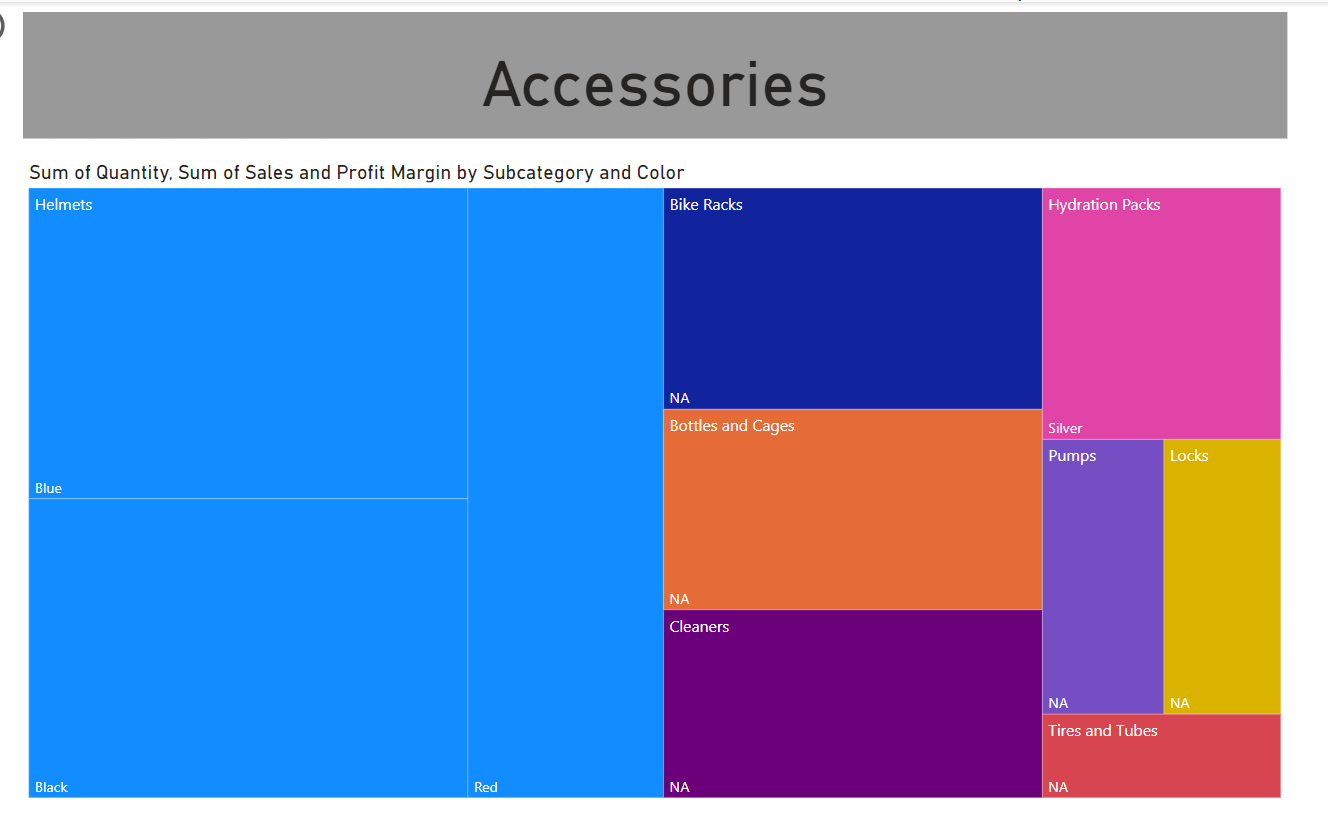 Accessories
Sum of Quantity, Sum of Sales and Profit Margin by Subcategory and Color
Helmets
Blue
Black
Red
Bike Racks
NA
Bottles and Cages
NA
Cleaners
NA
Hydration Packs
Silver
Pumps
NA
Locks
NA
Tires and Tubes
NA